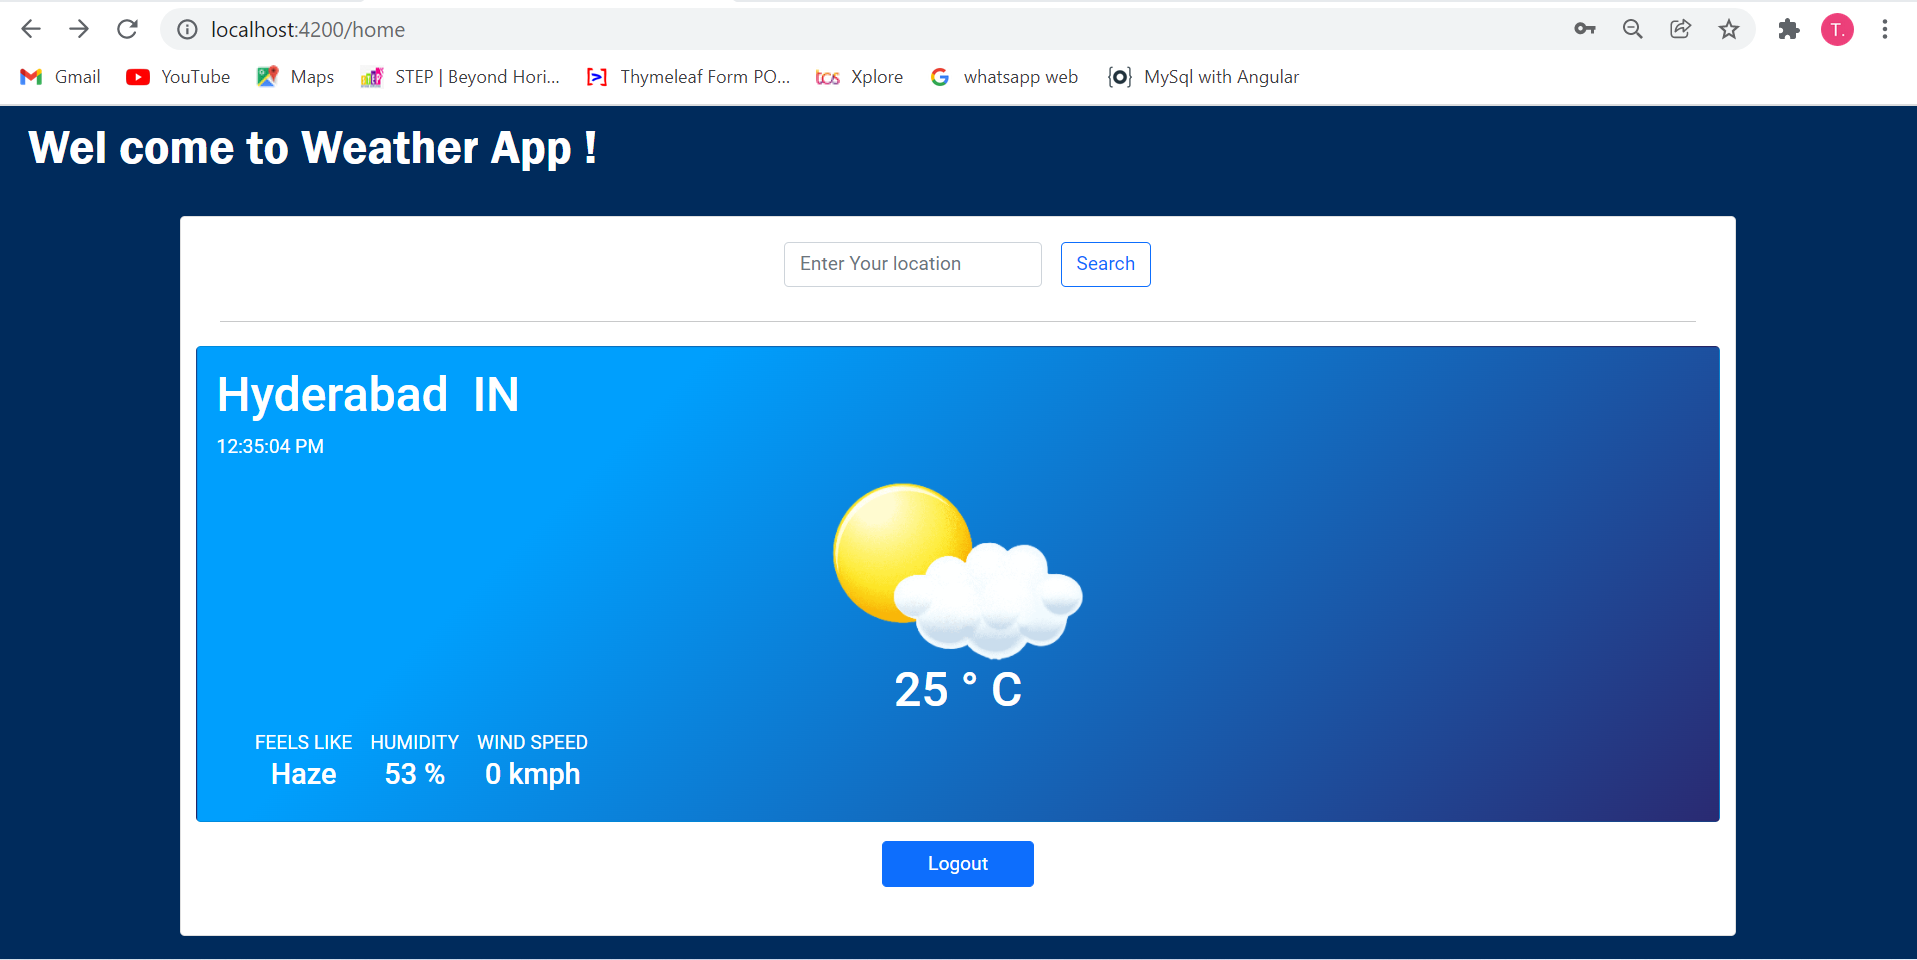 localhost:4200/home
T.
Gmail YouTube Maps STEP | Beyond Hori... Thymeleaf Form PO... tcs Xplore whatsapp web MySql with Angular
Wel come to Weather App !
Enter Your location Search
Hyderabad IN
12:35:04 PM
25 ° C
FEELS LIKE HUMIDITY WIND SPEED
Haze 53 % 0 kmph
Logout